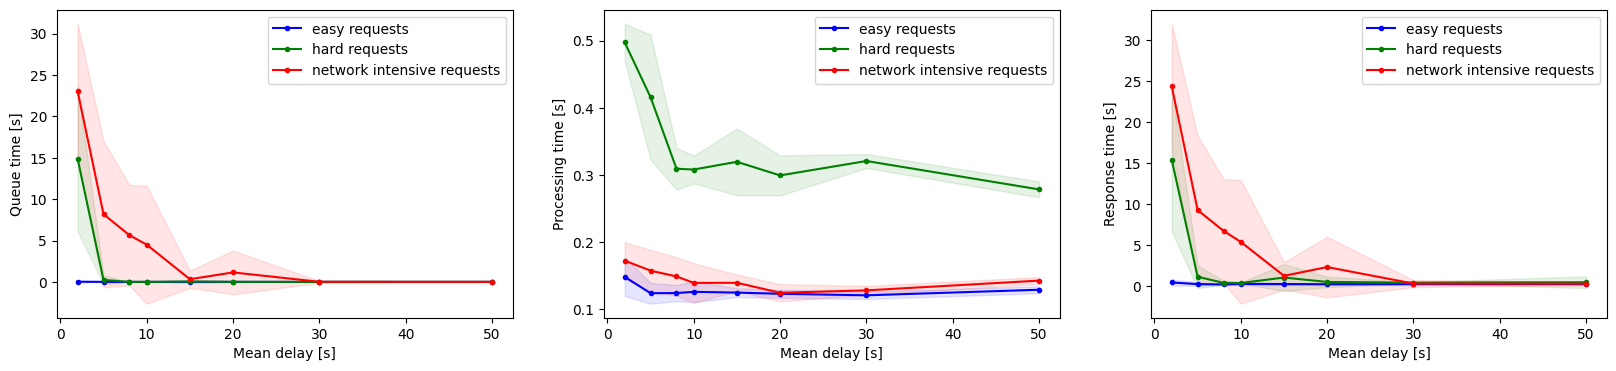 Queue time [s]
30
25
20
15
10
5
0
0 10 20 30 40 50
Mean delay [s]
easy requests
hard requests
network intensive requests
Processing time [s]
0.5
0.4
0.3
0.2
0.1
0 10 20 30 40 50
Mean delay [s]
easy requests
hard requests
network intensive requests
Response time [s]
30
25
20
15
10
5
0
0 10 20 30 40 50
Mean delay [s]
easy requests
hard requests
network intensive requests